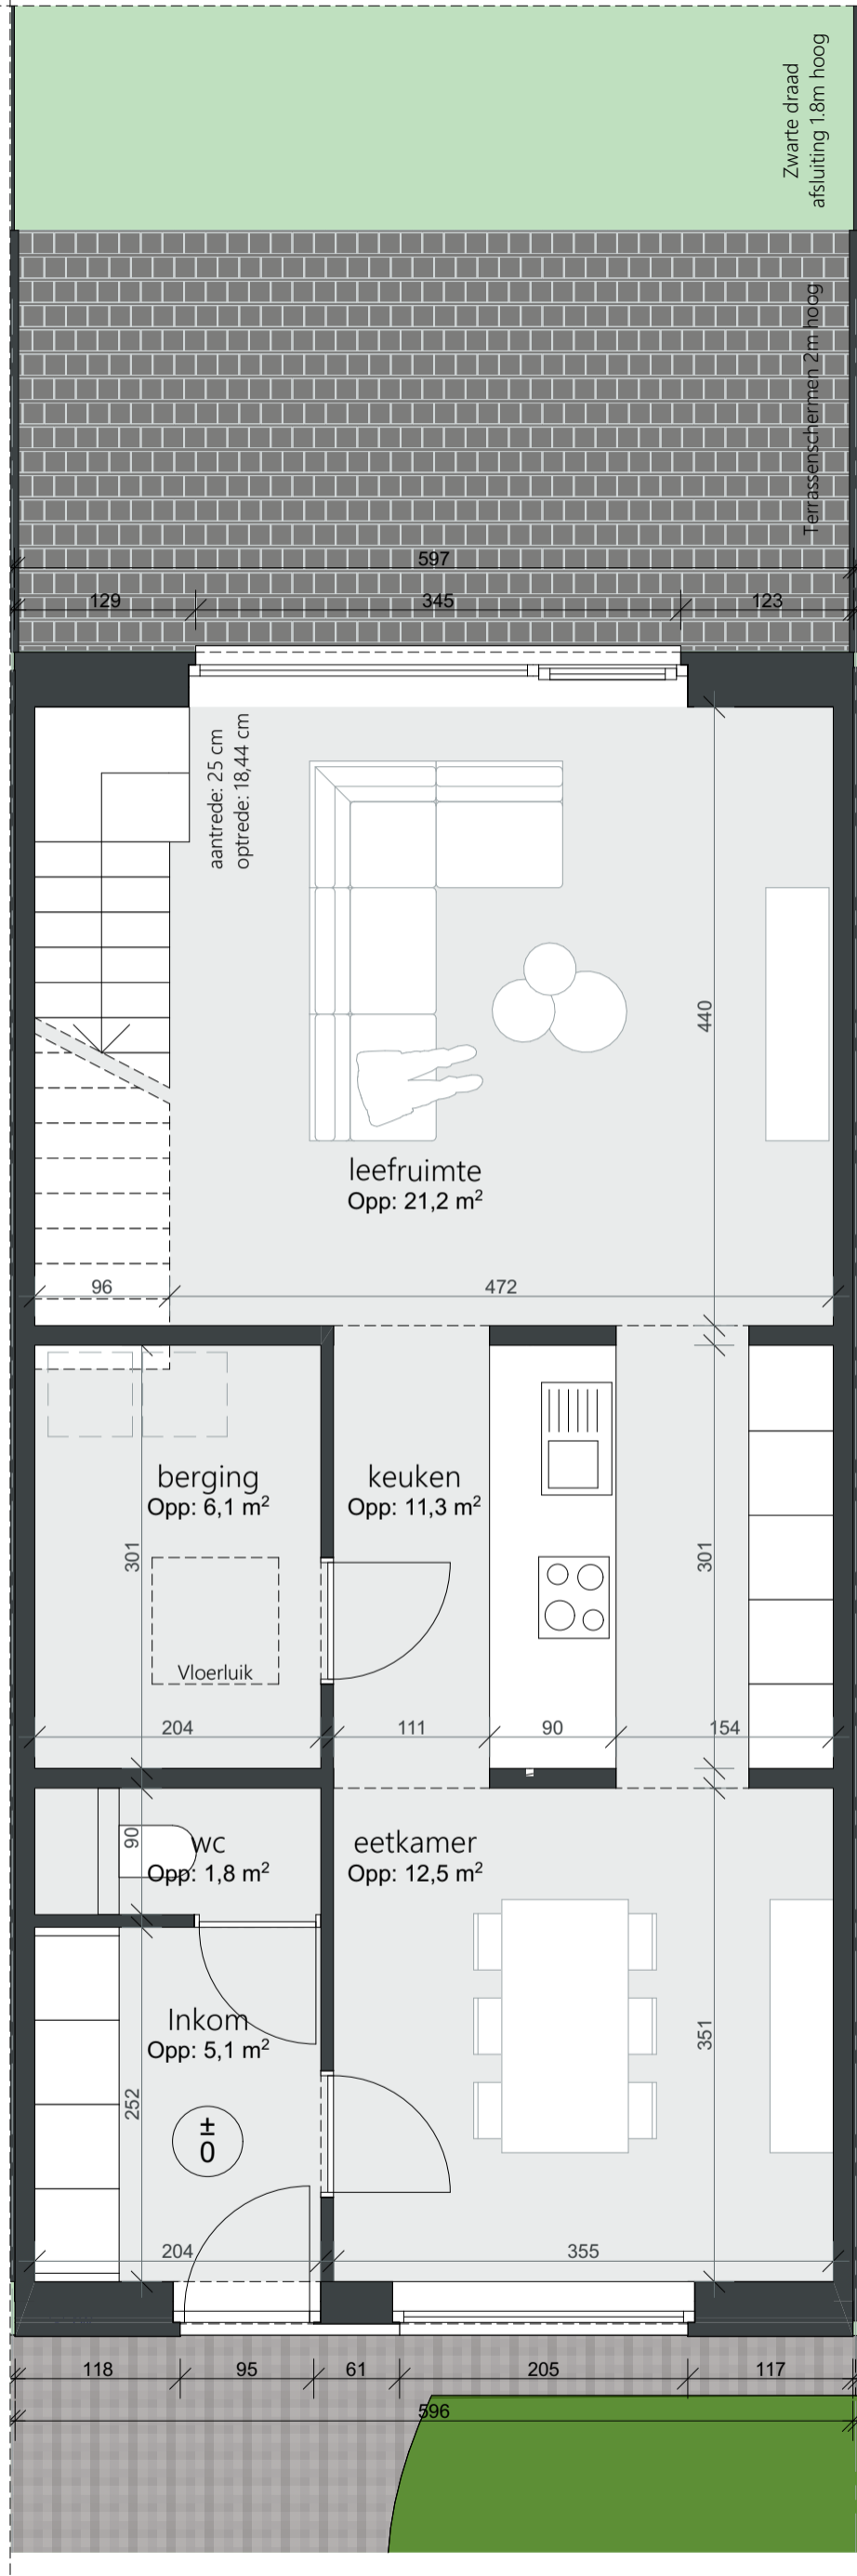 Zwarte draad
afsluiting 1.8m hoog
Terrassenschermen 2m hoog
597
129 345 123
aantrede: 25 cm
optrede: 18,44 cm
440
leefruimte
Opp: 21,2 m²
96 472
berging
Opp: 6,1 m²
keuken
Opp: 11,3 m²
301
301
Vloerluik
204 111 90 154
90
wc
Opp: 1,8 m²
eetkamer
Opp: 12,5 m²
Inkom
Opp: 5,1 m²
351
252
±
0
204 355
118 95 61 205 117
596